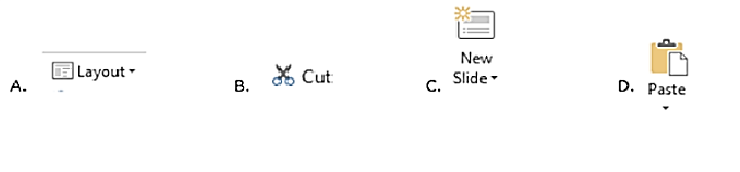 A. Layout
B. Cut
C. New
Slide
D. Paste